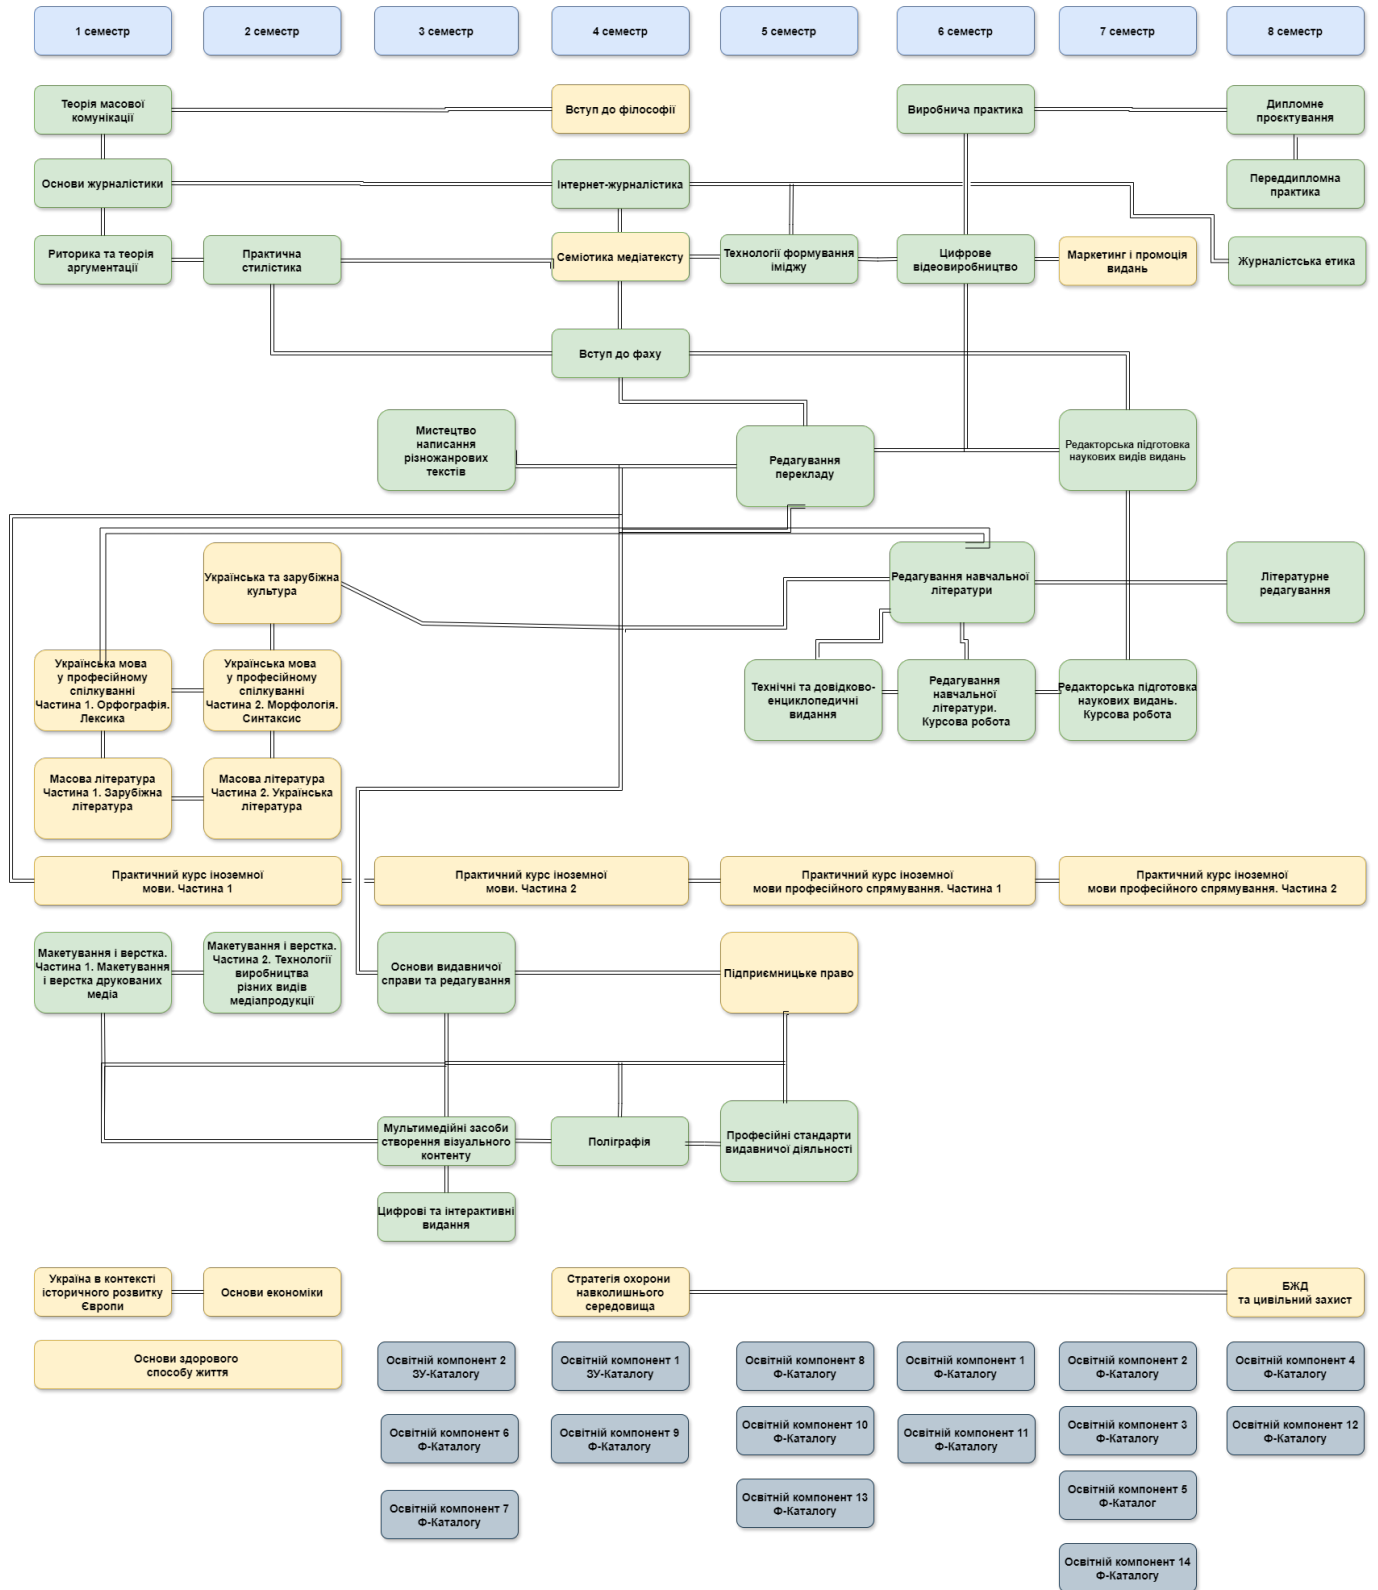 1 семестр
2 семестр
3 семестр
4 семестр
5 семестр
6 семестр
7 семестр
8 семестр
Теорія масової
комунікації
Вступ до філософії
Виробнича практика
Дипломне
проєктування
Основи журналістики
Інтернет-журналістика
Переддипломна
практика
Риторика та теорія
аргументації
Практична
стилістика
Семіотика медіатексту
Технології формування
іміджу
Цифрове
відеовиробництво
Маркетинг і промоція
видань
Журналістська етика
Вступ до фаху
Мистецтво
написання
різножанрових
текстів
Редагування
перекладу
Редакторська підготовка
наукових видів видань
Українська та зарубіжна
культура
Редагування навчальної
літератури
Літературне
редагування
Українська мова
у професійному
спілкуванні
Частина 1. Орфографія.
Лексика
Українська мова
у професійному
спілкуванні
Частина 2. Морфологія.
Синтаксис
Технічні та довідково-
енциклопедичні
видання
Редагування
навчальної
літератури.
Курсова робота
Редакторська підготовка
наукових видань.
Курсова робота
Масова література
Частина 1. Зарубіжна
література
Масова література
Частина 2. Українська
література
Практичний курс іноземної
мови. Частина 1
Практичний курс іноземної
мови. Частина 2
Практичний курс іноземної
мови професійного спрямування. Частина 1
Практичний курс іноземної
мови професійного спрямування. Частина 2
Макетування і верстка.
Частина 1. Макетування
і верстка друкованих
медіа
Макетування і верстка.
Частина 2. Технології
виробництва
різних видів
медіапродукції
Основи видавничої
справи та редагування
Підприємницьке право
Мультимедійні засоби
створення візуального
контенту
Поліграфія
Професійні стандарти
видавничої діяльності
Цифрові та інтерактивні
видання
Україна в контексті
історичного розвитку
Європи
Основи економіки
Стратегія охорони
навколишнього
середовища
БЖД
та цивільний захист
Основи здорового
способу життя
Освітній компонент 2
ЗУ-Каталогу
Освітній компонент 1
ЗУ-Каталогу
Освітній компонент 8
Ф-Каталогу
Освітній компонент 1
Ф-Каталогу
Освітній компонент 2
Ф-Каталогу
Освітній компонент 4
Ф-Каталогу
Освітній компонент 6
Ф-Каталогу
Освітній компонент 9
Ф-Каталогу
Освітній компонент 10
Ф-Каталогу
Освітній компонент 11
Ф-Каталогу
Освітній компонент 3
Ф-Каталогу
Освітній компонент 12
Ф-Каталогу
Освітній компонент 7
Ф-Каталогу
Освітній компонент 13
Ф-Каталогу
Освітній компонент 5
Ф-Каталог
Освітній компонент 14
Ф-Каталогу